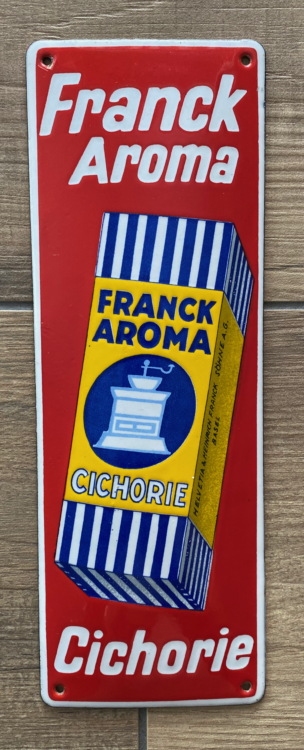 Franck
Aroma
FRANCK
AROMA
CICHORIE
HELVETIA & HEINRICH FRANCK SÖHNE A.G.
BASEL
Cichorie